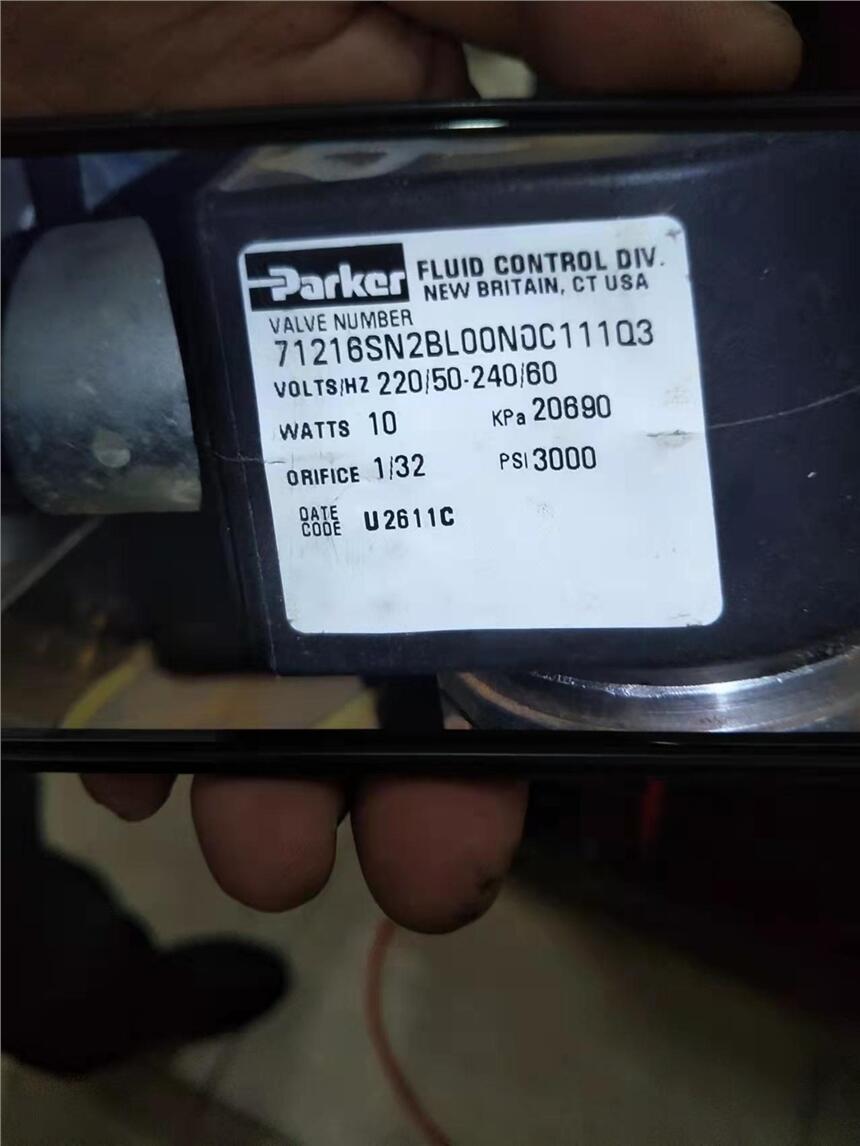 Parker
FLUID CONTROL DIV.
NEW BRITAIN, CT USA
VALVE NUMBER
71216SN2BL00N0C111Q3
VOLTS/HZ 220/50-240/60
WATTS 10 KPa 20690
ORIFICE 1/32 PSI 3000
DATE CODE U2611C